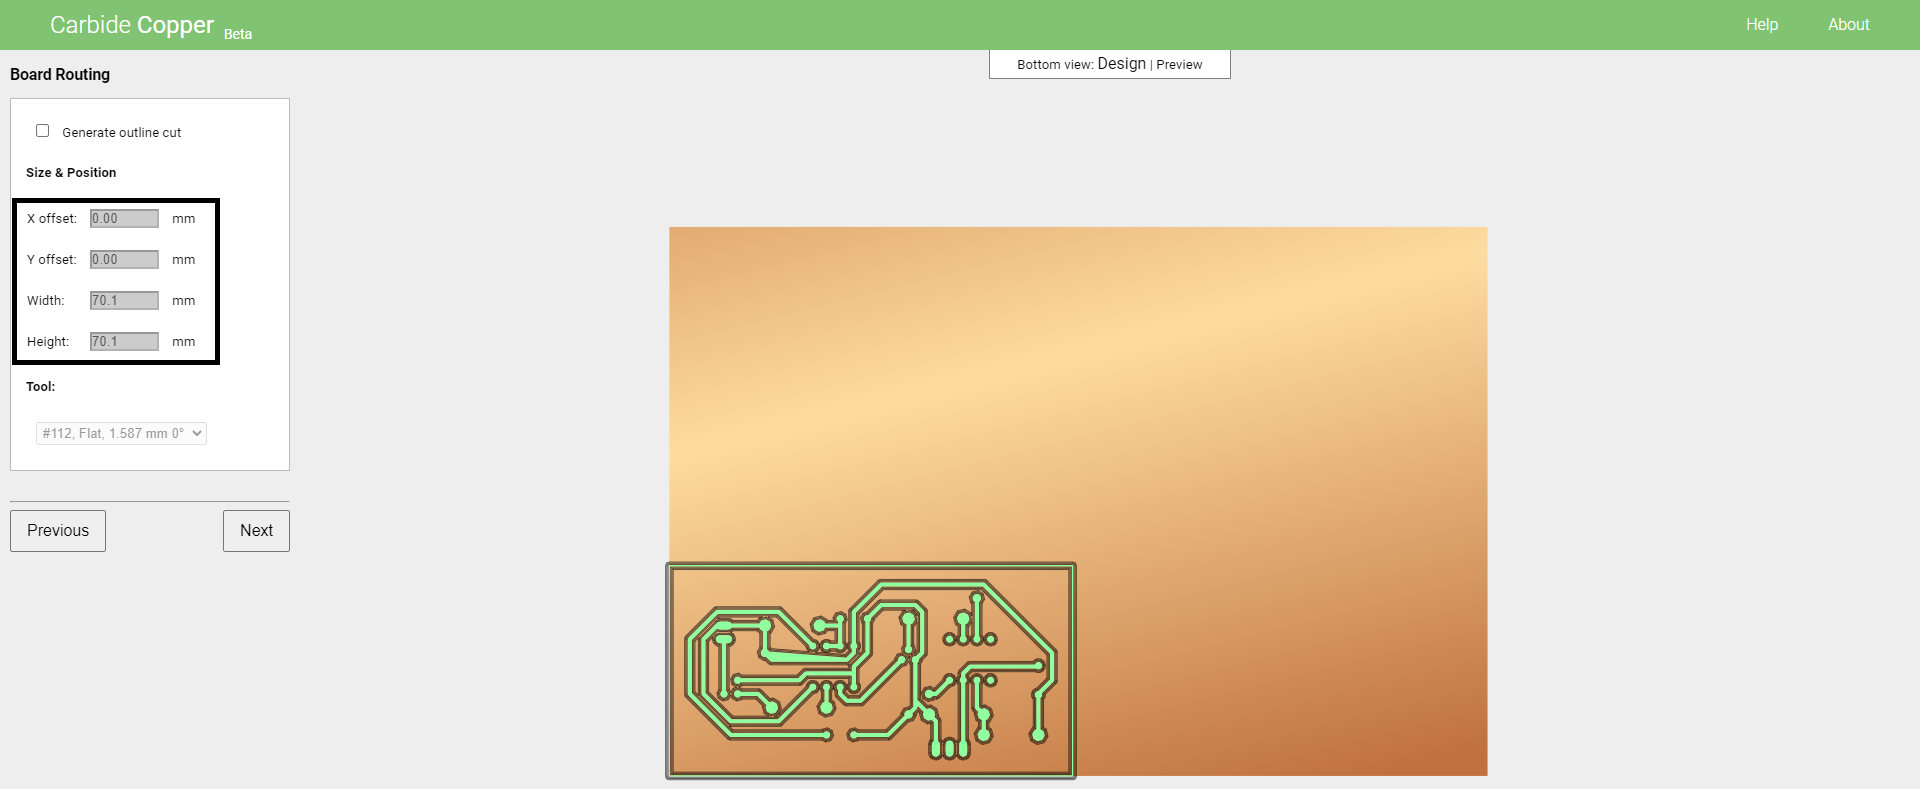 Carbide Copper Beta
Help
About
Board Routing
Bottom view: Design | Preview
Generate outline cut
Size & Position
X offset: 0.00 mm
Y offset: 0.00 mm
Width: 70.1 mm
Height: 70.1 mm
Tool:
#112, Flat, 1.587 mm 0°
Previous
Next